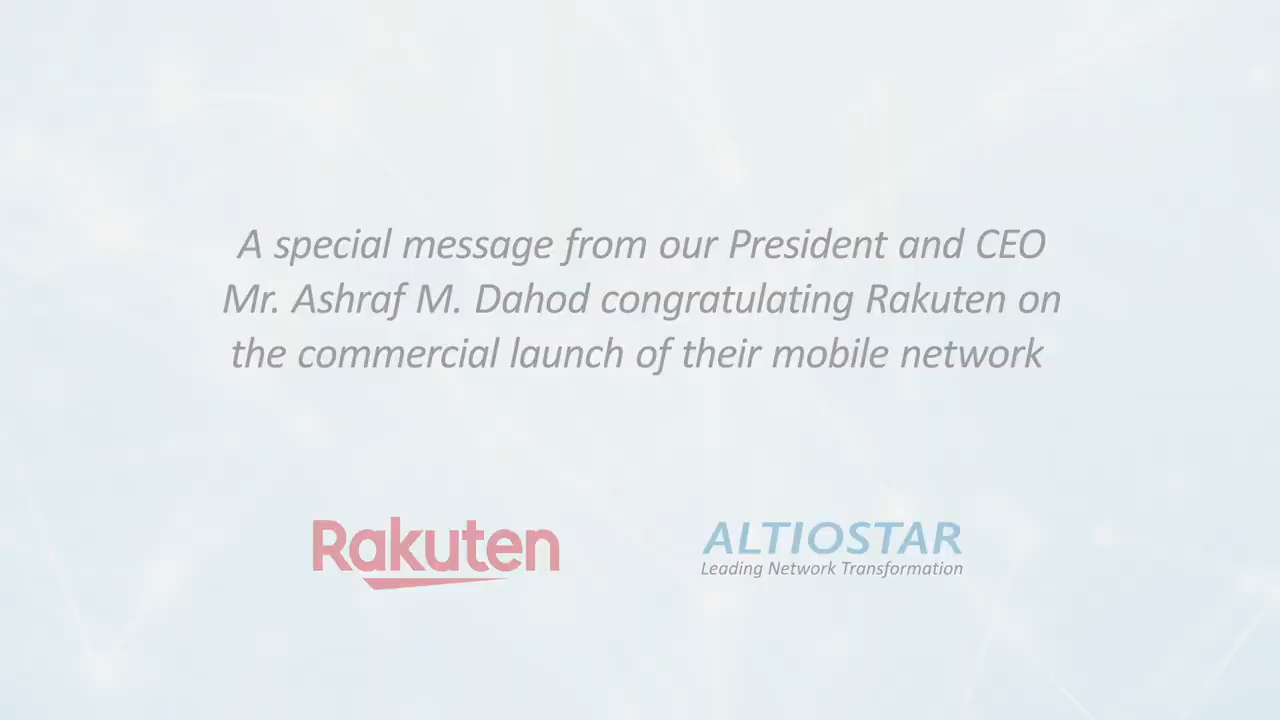 A special message from our President and CEO
Mr. Ashraf M. Dahod congratulating Rakuten on
the commercial launch of their mobile network
Rakuten
ALTIOSTAR
Leading Network Transformation